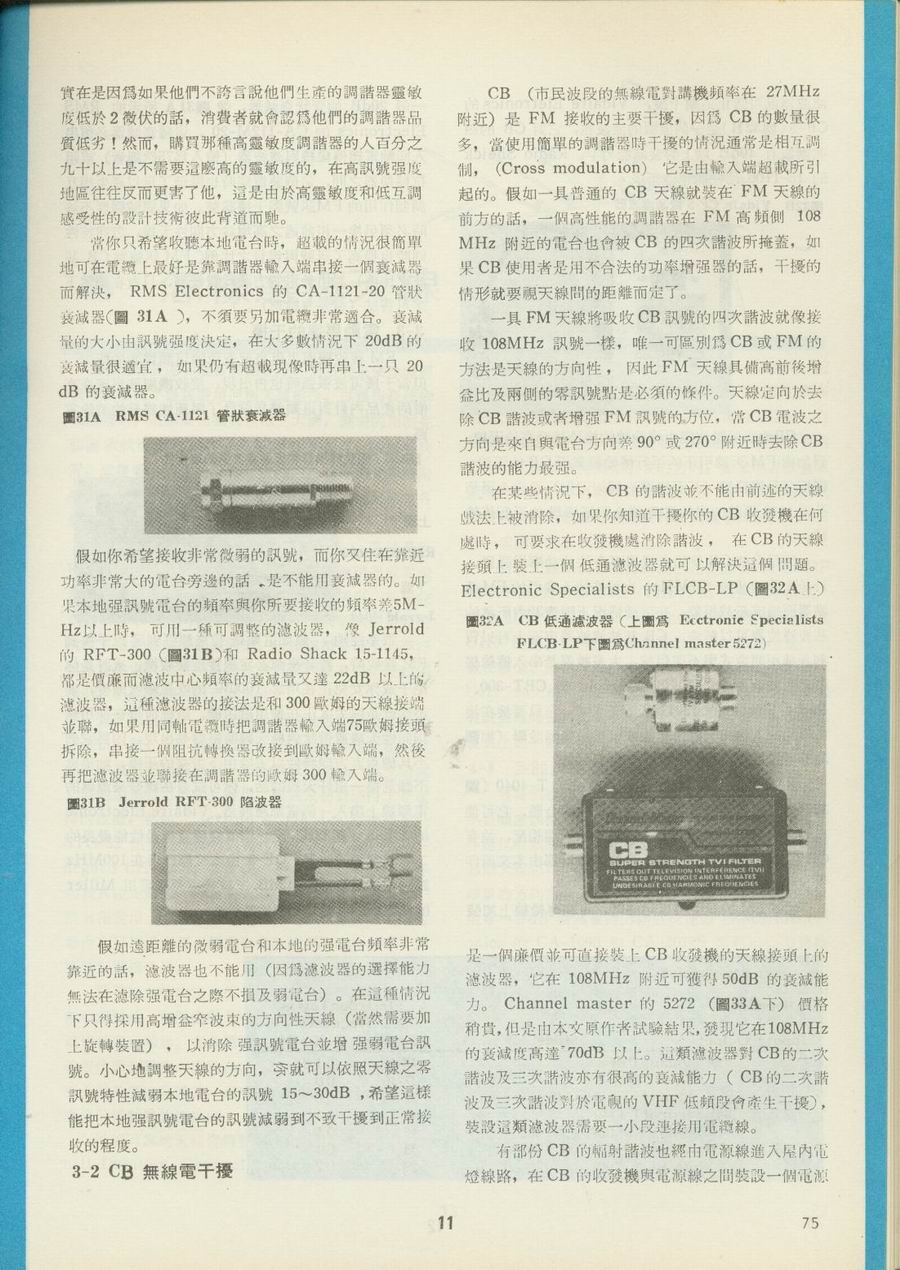 實在是因爲如果他們不誇言說他們生產的調諧器靈敏
度低於 2 微伏的話，消費者就會認爲他們的調諧器品
質低劣！然而，購買那種高靈敏度調諧器的人百分之
九十以上是不需要這麽高的靈敏度的，在高訊號强度
地區往往反而更害了他，這是由於高靈敏度和低互調
感受性的設計技術彼此背道而馳。
當你只希望收聽本地電台時，超載的情況很簡單
地可在電纜上最好是靠調諧器輸入端串接一個衰減器
而解決， RMS Electronics 的 CA-1121-20 管狀
衰減器（圖 31A ），不須要另加電纜非常適合。衰減
量的大小由訊號强度決定，在大多數情況下 20dB 的
衰減量很適宜， 如果仍有超載現像時再串上一只 20
dB 的衰減器。
圖31A RMS CA-1121 管狀衰減器
假如你希望接收非常微弱的訊號，而你又住在靠近
功率非常大的電台旁邊的話 ．是不能用衰減器的。如
果本地强訊號電台的頻率與你所要接收的頻率差5M-
Hz以上時， 可用一種可調整的濾波器， 像 Jerrold
的 RFT-300（圖31B）和 Radio Shack 15-1145，
都是價廉而濾波中心頻率的衰減量又達 22dB 以上的
濾波器，這種濾波器的接法是和 300 歐姆的天線接端
並聯，如果用同軸電纜時把調諧器輸入端75歐姆接頭
拆除，串接一個阻抗轉換器改接到歐姆輸入端，然後
再把濾波器並聯接在調諧器的歐姆 300 輸入端。
圖31B Jerrold RFT-300 陷波器
假如遠距離的微弱電台和本地的强電台頻率非常
靠近的話，濾波器也不能用（因爲濾波器的選擇能力
無法在濾除强電台之際不損及弱電台）。在這種情況
下只得採用高增益窄波束的方向性天線（當然需要加
上旋轉裝置）， 以消除 强訊號電台並增 强弱電台訊
號。小心地調整天線的方向，旁就可以依照天線之零
訊號特性減弱本地電台的訊號 15～30dB ，希望這樣
能把本地强訊號電台的訊號減弱到不致干擾到正常接
收的程度。
3-2 CB 無線電干擾
CB （市民波段的無線電對講機頻率在 27MHz
附近）是 FM 接收的主要干擾，因爲 CB 的數量很
多，當使用簡單的調諧器時干擾的情況通常是相互調
制，（Cross modulation）它是由輸入端超載所引
起的。假如一具普通的 CB 天線就裝在 FM 天線的
前方的話，一個高性能的調諧器在 FM 高頻側 108
MHz 附近的電台也會被 CB 的四次諧波所掩蓋，如
果 CB 使用者是用不合法的功率增强器的話，干擾的
情形就要視天線間的距離而定了。
一具 FM 天線將吸收 CB 訊號的四次諧波就像接
收 108MHz 訊號一樣，唯一可區別爲 CB 或 FM 的
方法是天線的方向性， 因此 FM 天線具備高前後增
益比及兩側的零訊號點是必須的條件。天線定向於去
除 CB 諧波或者增强 FM 訊號的方位，當 CB 電波之
方向是來自與電台方向差 90° 或 270° 附近時去除 CB
諧波的能力最强。
在某些情況下， CB 的諧波並不能由前述的天線
戲法上被消除，如果你知道干擾你的 CB 收發機在何
處時， 可要求在收發機處消除諧波， 在 CB 的天線
接頭上 裝上一個 低通濾波器就可 以解決這個 問題。
Electronic Specialists 的 FLCB-LP（圖32A上）
圖32A CB 低通濾波器（上圖爲 Ecctronic Specialists
FLCB-LP下圖爲Channel master 5272）
CB
SUPER STRENGTH TVI FILTER
FILTERS OUT TELEVISION INTERFERENCE (TVI)
PASSES CB FREQUENCIES AND ELIMINATES
UNDESIRABLE CB HARMONIC FREQUENCIES
是一個廉價並可直接裝上 CB 收發機的天線接頭上的
濾波器，它在 108MHz 附近可獲得 50dB 的衰減能
力。 Channel master 的 5272 （圖33A下） 價格
稍貴，但是由本文原作者試驗結果，發現它在108MHz
的衰減度高達 70dB 以上。這類濾波器對 CB 的二次
諧波及三次諧波亦有很高的衰減能力（ CB 的二次諧
波及三次諧波對於電視的 VHF 低頻段會產生干擾），
裝設這類濾波器需要一小段連接用電纜線。
有部份 CB 的輻射諧波也經由電源線進入屋內電
燈線路，在 CB 的收發機與電源線之間裝設一個電源
11
75